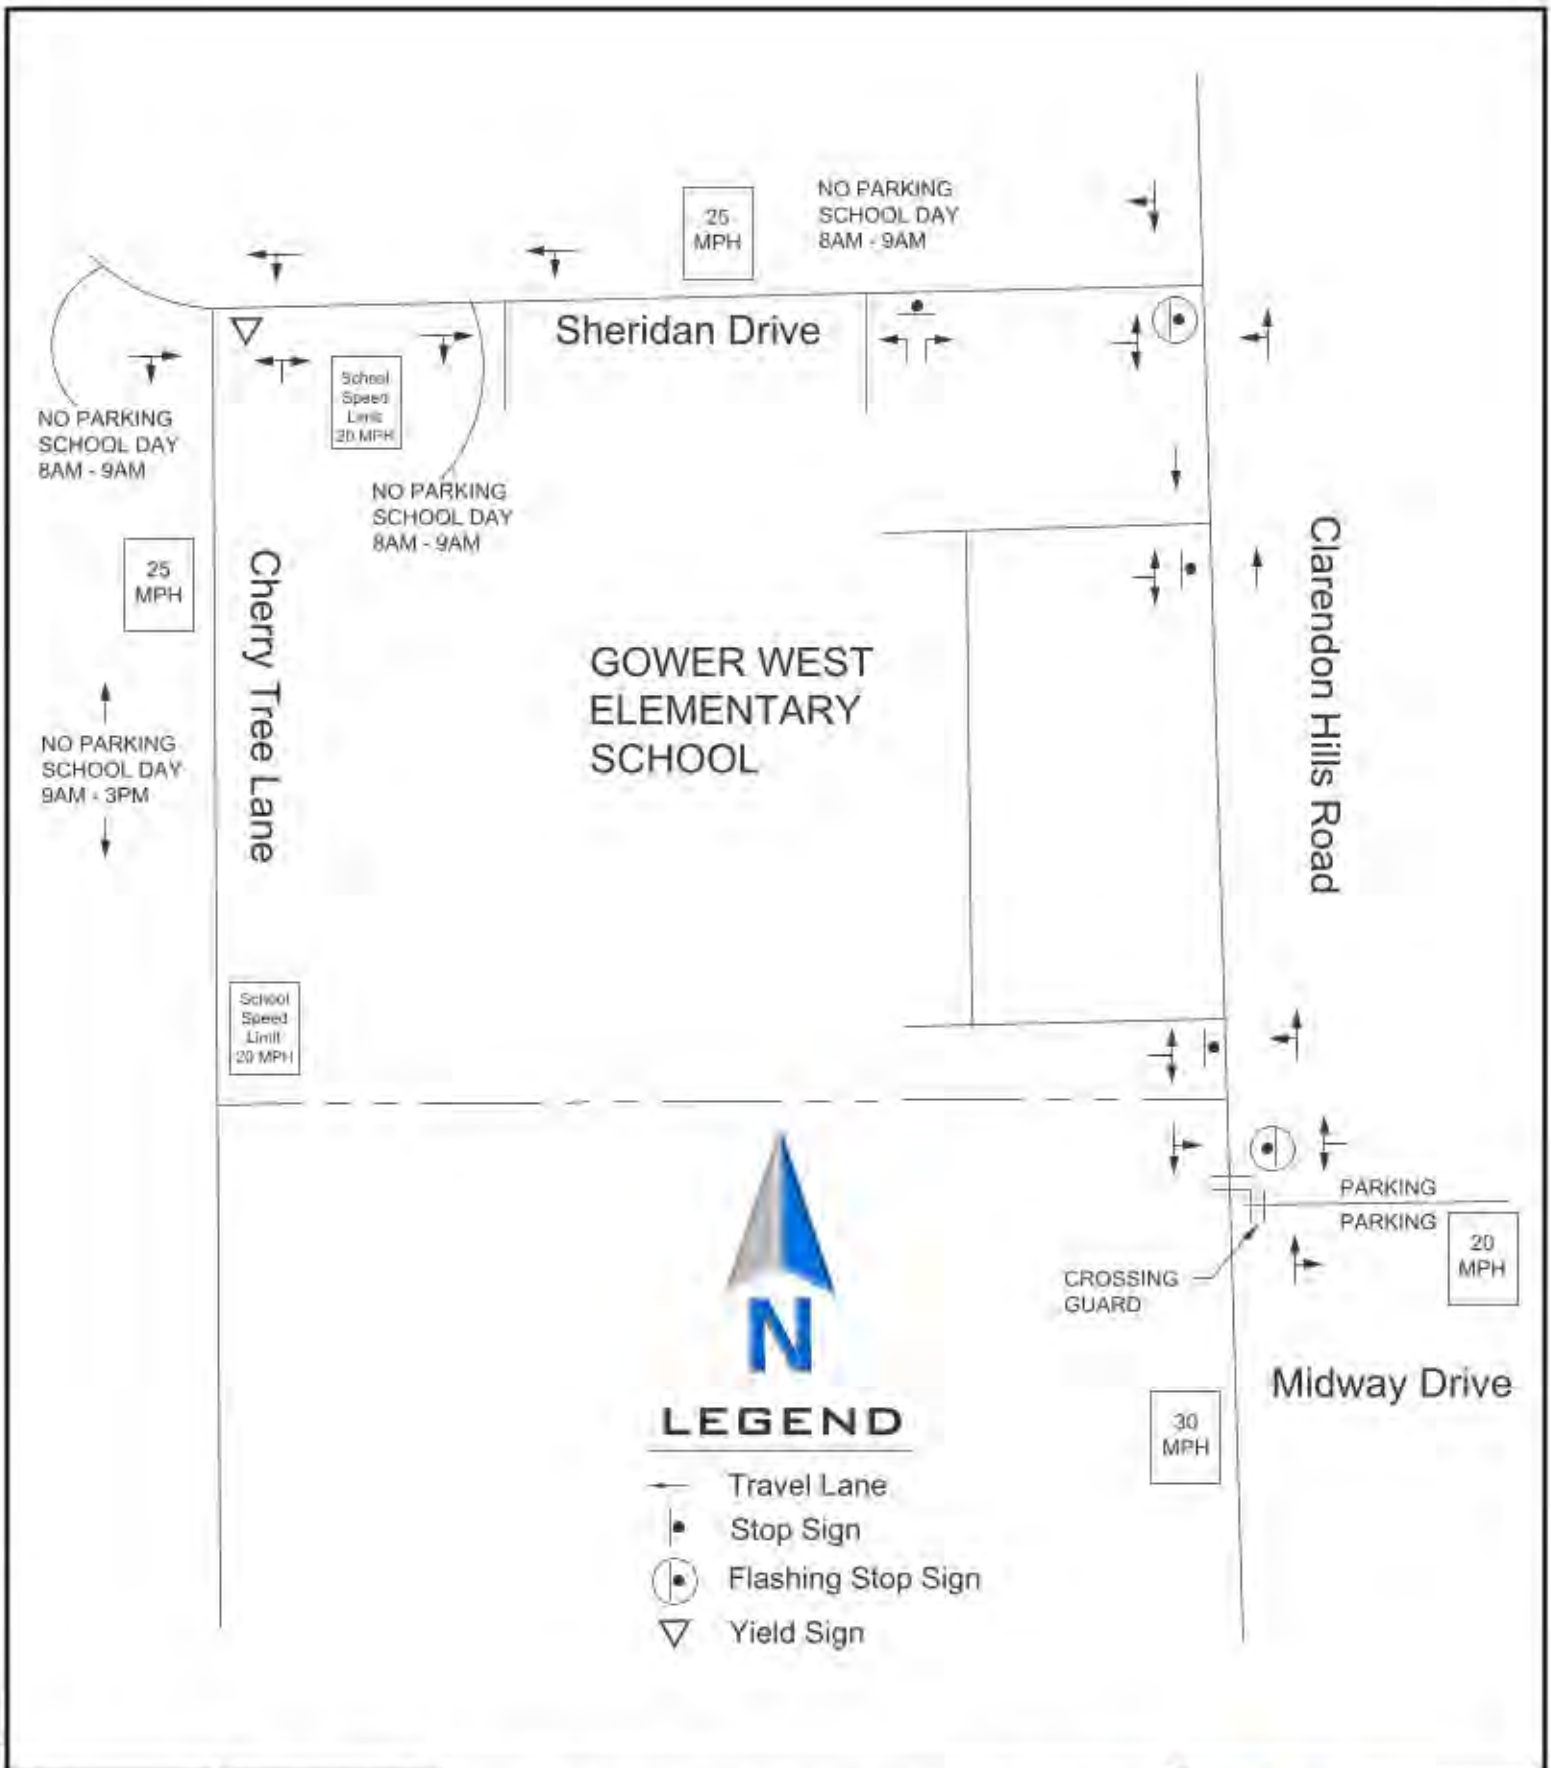 25
MPH
NO PARKING
SCHOOL DAY
8AM - 9AM
Sheridan Drive
School
Speed
Limit
20 MPH
NO PARKING
SCHOOL DAY
8AM - 9AM
NO PARKING
SCHOOL DAY
8AM - 9AM
25
MPH
Cherry Tree Lane
Clarendon Hills Road
GOWER WEST
ELEMENTARY
SCHOOL
NO PARKING
SCHOOL DAY
9AM - 3PM
School
Speed
Limit
20 MPH
PARKING
PARKING
20
MPH
CROSSING
GUARD
N
Midway Drive
30
MPH
LEGEND
Travel Lane
Stop Sign
Flashing Stop Sign
Yield Sign